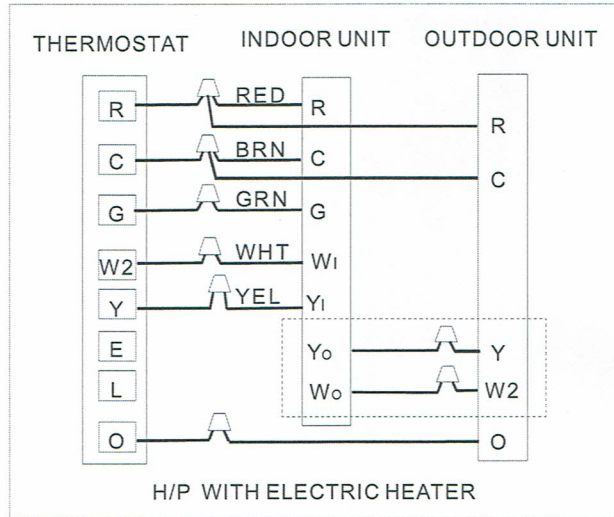 THERMOSTAT INDOOR UNIT OUTDOOR UNIT
R RED R
R
C BRN C
C
G GRN G
W2 WHT W1
Y YEL Y1
E Yo Y
L Wo W2
O O
H/P WITH ELECTRIC HEATER